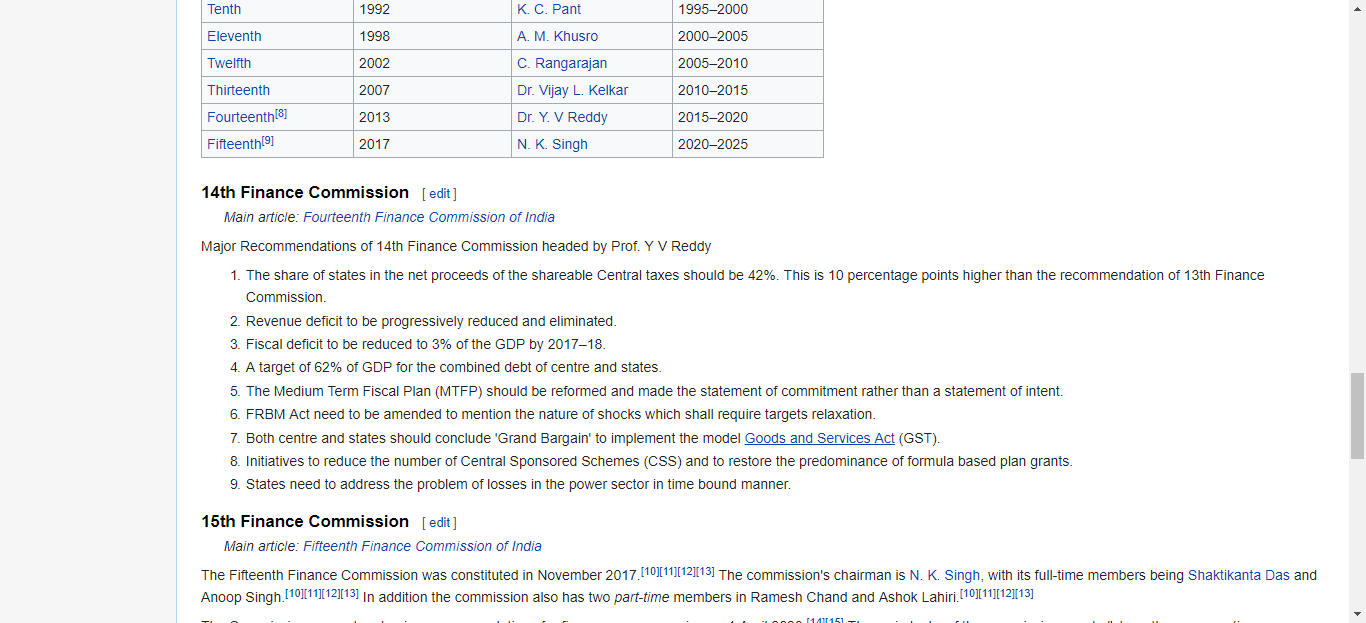 Tenth 1992 K. C. Pant 1995–2000
Eleventh 1998 A. M. Khusro 2000–2005
Twelfth 2002 C. Rangarajan 2005–2010
Thirteenth 2007 Dr. Vijay L. Kelkar 2010–2015
Fourteenth[8] 2013 Dr. Y. V Reddy 2015–2020
Fifteenth[9] 2017 N. K. Singh 2020–2025
14th Finance Commission [ edit ]
Main article: Fourteenth Finance Commission of India
Major Recommendations of 14th Finance Commission headed by Prof. Y V Reddy
1. The share of states in the net proceeds of the shareable Central taxes should be 42%. This is 10 percentage points higher than the recommendation of 13th Finance
Commission.
2. Revenue deficit to be progressively reduced and eliminated.
3. Fiscal deficit to be reduced to 3% of the GDP by 2017–18.
4. A target of 62% of GDP for the combined debt of centre and states.
5. The Medium Term Fiscal Plan (MTFP) should be reformed and made the statement of commitment rather than a statement of intent.
6. FRBM Act need to be amended to mention the nature of shocks which shall require targets relaxation.
7. Both centre and states should conclude 'Grand Bargain' to implement the model Goods and Services Act (GST).
8. Initiatives to reduce the number of Central Sponsored Schemes (CSS) and to restore the predominance of formula based plan grants.
9. States need to address the problem of losses in the power sector in time bound manner.
15th Finance Commission [ edit ]
Main article: Fifteenth Finance Commission of India
The Fifteenth Finance Commission was constituted in November 2017.[10][11][12][13] The commission's chairman is N. K. Singh, with its full-time members being Shaktikanta Das and
Anoop Singh.[10][11][12][13] In addition the commission also has two part-time members in Ramesh Chand and Ashok Lahiri.[10][11][12][13]